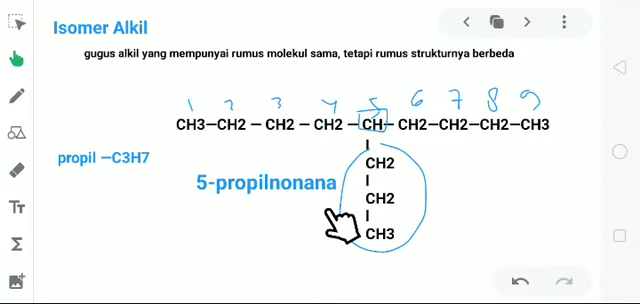 Isomer Alkil
gugus alkil yang mempunyai rumus molekul sama, tetapi rumus strukturnya berbeda
1 2 3 4 5 6 7 8 9
CH3–CH2 – CH2 – CH2 – CH – CH2–CH2–CH2–CH3
propil –C3H7
CH2
5-propilnonana
CH2
CH3